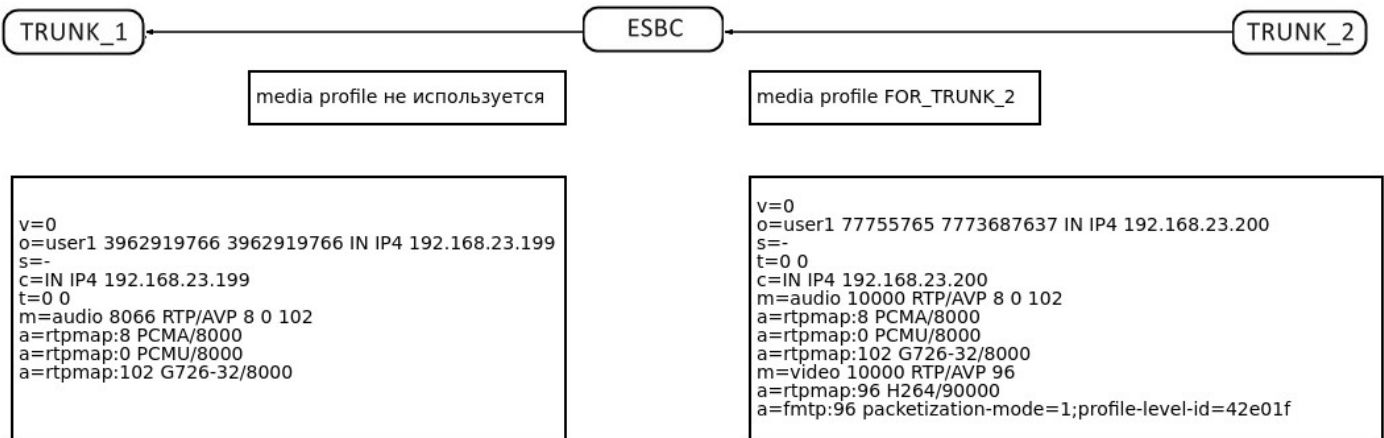 TRUNK_1
ESBC
TRUNK_2
media profile не используется
media profile FOR_TRUNK_2
v=0
o=user1 3962919766 3962919766 IN IP4 192.168.23.199
s=-
c=IN IP4 192.168.23.199
t=0 0
m=audio 8066 RTP/AVP 8 0 102
a=rtpmap:8 PCMA/8000
a=rtpmap:0 PCMU/8000
a=rtpmap:102 G726-32/8000
v=0
o=user1 77755765 7773687637 IN IP4 192.168.23.200
s=-
t=0 0
c=IN IP4 192.168.23.200
m=audio 10000 RTP/AVP 8 0 102
a=rtpmap:8 PCMA/8000
a=rtpmap:0 PCMU/8000
a=rtpmap:102 G726-32/8000
m=video 10000 RTP/AVP 96
a=rtpmap:96 H264/90000
a=fmtp:96 packetization-mode=1;profile-level-id=42e01f